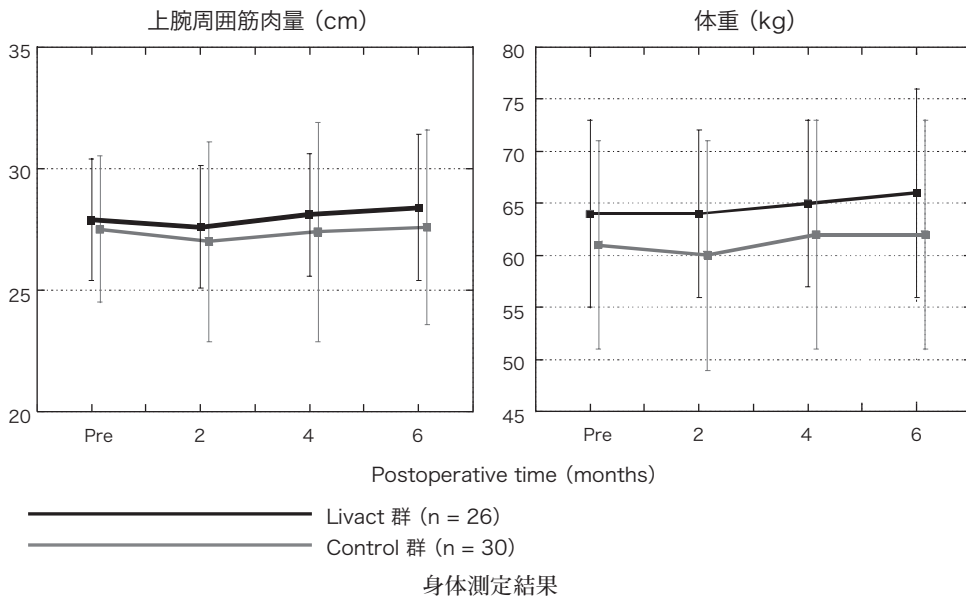 上腕周囲筋肉量（cm）
35
30
25
20
Pre 2 4 6
体重（kg）
80
75
70
65
60
55
50
45
Pre 2 4 6
Postoperative time（months）
Livact 群（n = 26）
Control 群（n = 30）
身体測定結果